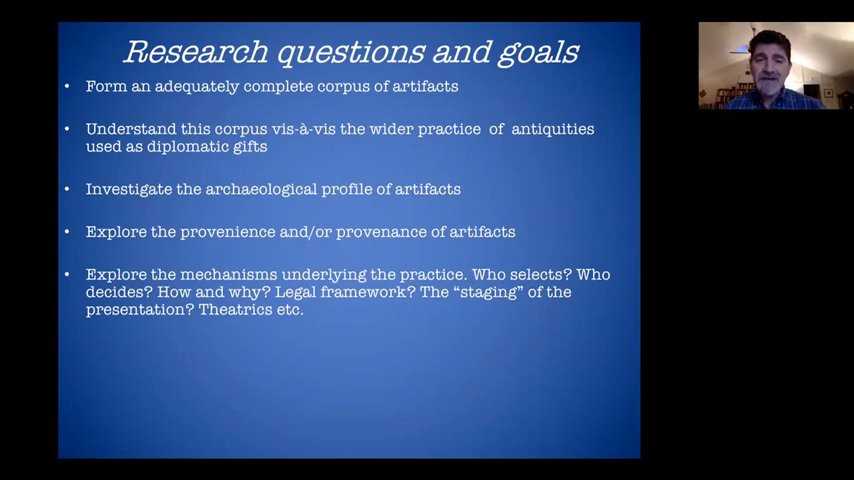 Research questions and goals
• Form an adequately complete corpus of artifacts
• Understand this corpus vis-à-vis the wider practice of antiquities
used as diplomatic gifts
• Investigate the archaeological profile of artifacts
• Explore the provenience and/or provenance of artifacts
• Explore the mechanisms underlying the practice. Who selects? Who
decides? How and why? Legal framework? The “staging” of the
presentation? Theatrics etc.